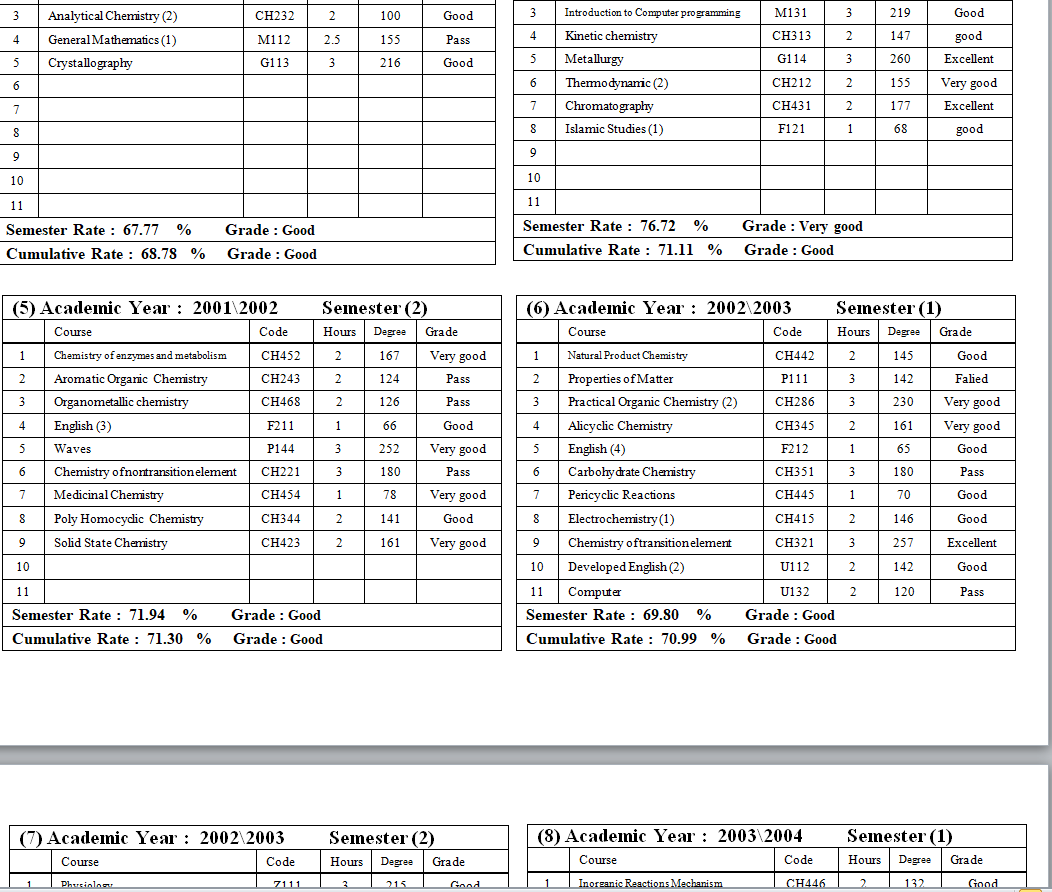 3 Analytical Chemistry (2) CH232 2 100 Good
4 General Mathematics (1) M112 2.5 155 Pass
5 Crystallography G113 3 216 Good
6
7
8
9
10
11
Semester Rate : 67.77 % Grade : Good
Cumulative Rate : 68.78 % Grade : Good
3 Introduction to Computer programming M131 3 219 Good
4 Kinetic chemistry CH313 2 147 good
5 Metallurgy G114 3 260 Excellent
6 Thermodynamic (2) CH212 2 155 Very good
7 Chromatography CH431 2 177 Excellent
8 Islamic Studies (1) F121 1 68 good
9
10
11
Semester Rate : 76.72 % Grade : Very good
Cumulative Rate : 71.11 % Grade : Good
(5) Academic Year : 2001\2002 Semester (2)
Course Code Hours Degree Grade
1 Chemistry of enzymes and metabolism CH452 2 167 Very good
2 Aromatic Organic Chemistry CH243 2 124 Pass
3 Organometallic chemistry CH468 2 126 Pass
4 English (3) F211 1 66 Good
5 Waves P144 3 252 Very good
6 Chemistry of nontransition element CH221 3 180 Pass
7 Medicinal Chemistry CH454 1 78 Very good
8 Poly Homocyclic Chemistry CH344 2 141 Good
9 Solid State Chemistry CH423 2 161 Very good
10
11
Semester Rate : 71.94 % Grade : Good
Cumulative Rate : 71.30 % Grade : Good
(6) Academic Year : 2002\2003 Semester (1)
Course Code Hours Degree Grade
1 Natural Product Chemistry CH442 2 145 Good
2 Properties of Matter P111 3 142 Falied
3 Practical Organic Chemistry (2) CH286 3 230 Very good
4 Alicyclic Chemistry CH345 2 161 Very good
5 English (4) F212 1 65 Good
6 Carbohydrate Chemistry CH351 3 180 Pass
7 Pericyclic Reactions CH445 1 70 Good
8 Electrochemistry (1) CH415 2 146 Good
9 Chemistry of transition element CH321 3 257 Excellent
10 Developed English (2) U112 2 142 Good
11 Computer U132 2 120 Pass
Semester Rate : 69.80 % Grade : Good
Cumulative Rate : 70.99 % Grade : Good
(7) Academic Year : 2002\2003 Semester (2)
Course Code Hours Degree Grade
1 Physiology Z111 3 215 Good
(8) Academic Year : 2003\2004 Semester (1)
Course Code Hours Degree Grade
1 Inorganic Reactions Mechanism CH446 2 132 Good